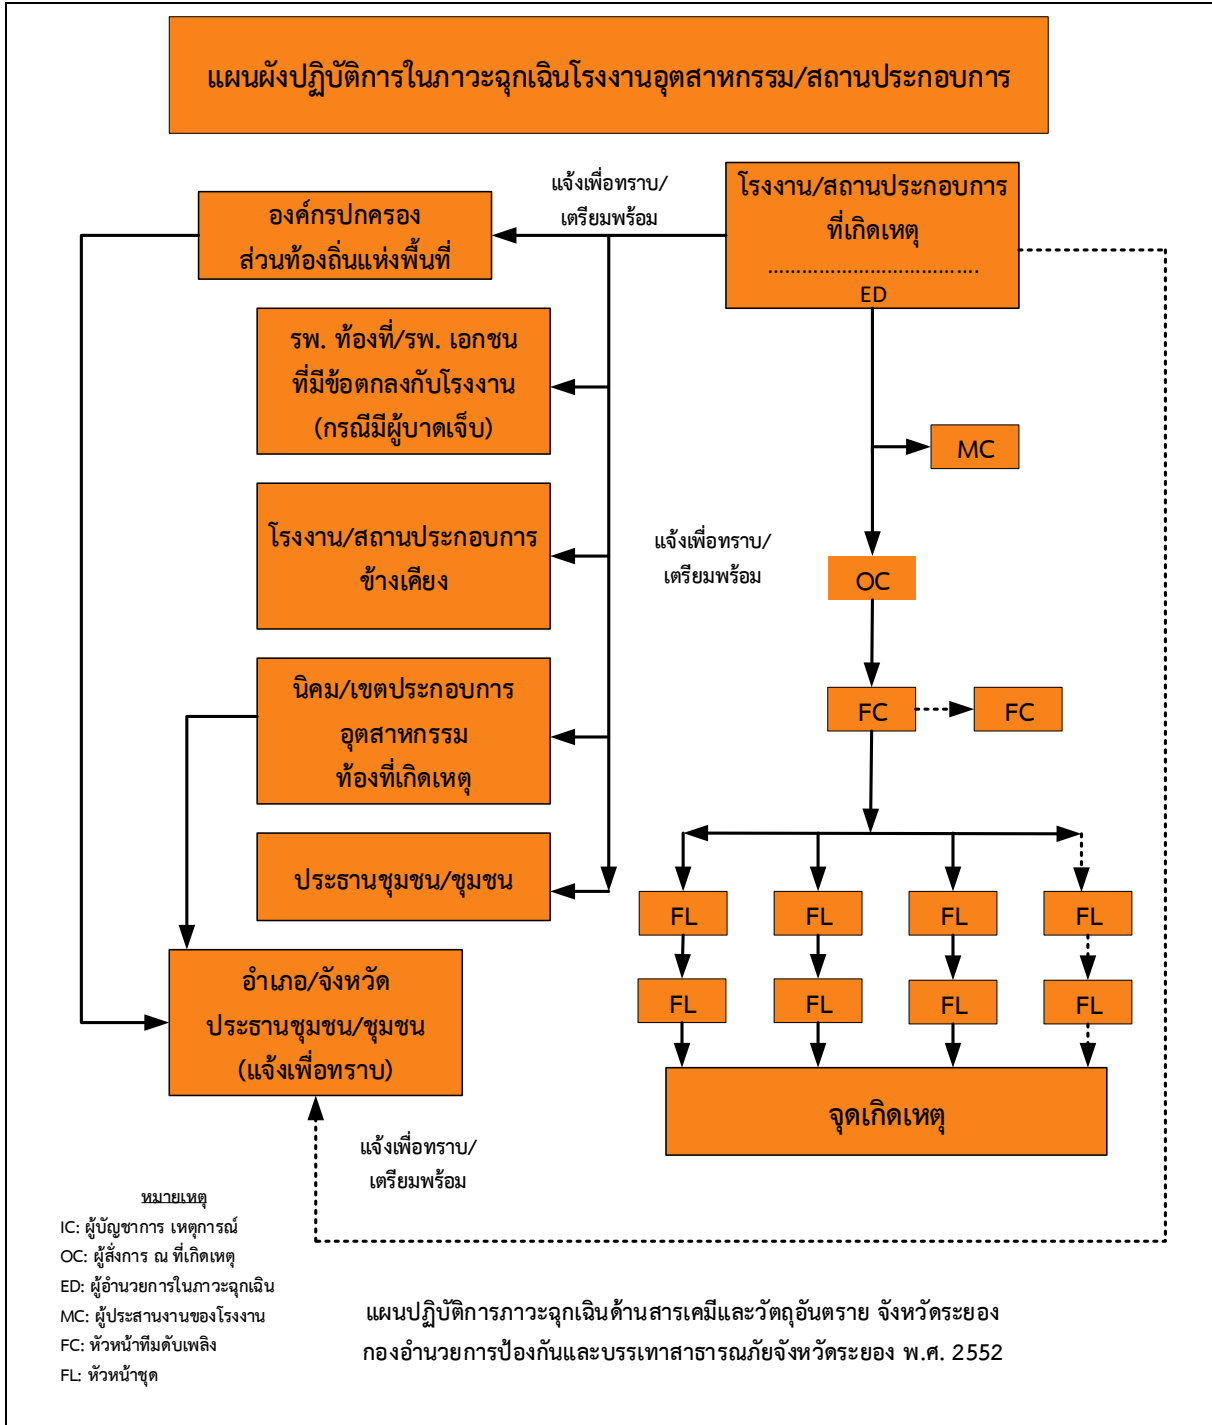 แผนผังปฏิบัติการในภาวะฉุกเฉินโรงงานอุตสาหกรรม/สถานประกอบการ
แจ้งเพื่อทราบ/
เตรียมพร้อม
โรงงาน/สถานประกอบการ
ที่เกิดเหตุ
.....................................
ED
องค์กรปกครอง
ส่วนท้องถิ่นแห่งพื้นที่
รพ. ท้องที่/รพ. เอกชน
ที่มีข้อตกลงกับโรงงาน
(กรณีมีผู้บาดเจ็บ)
MC
โรงงาน/สถานประกอบการ
ข้างเคียง
แจ้งเพื่อทราบ/
เตรียมพร้อม
OC
นิคม/เขตประกอบการ
อุตสาหกรรม
ท้องที่เกิดเหตุ
FC
FC
ประธานชุมชน/ชุมชน
FL
FL
FL
FL
อำเภอ/จังหวัด
ประธานชุมชน/ชุมชน
(แจ้งเพื่อทราบ)
FL
FL
FL
FL
จุดเกิดเหตุ
แจ้งเพื่อทราบ/
เตรียมพร้อม
หมายเหตุ
IC: ผู้บัญชาการ เหตุการณ์
OC: ผู้สั่งการ ณ ที่เกิดเหตุ
ED: ผู้อำนวยการในภาวะฉุกเฉิน
MC: ผู้ประสานงานของโรงงาน
FC: หัวหน้าทีมดับเพลิง
FL: หัวหน้าชุด
แผนปฏิบัติการภาวะฉุกเฉินด้านสารเคมีและวัตถุอันตราย จังหวัดระยอง
กองอำนวยการป้องกันและบรรเทาสาธารณภัยจังหวัดระยอง พ.ศ. 2552